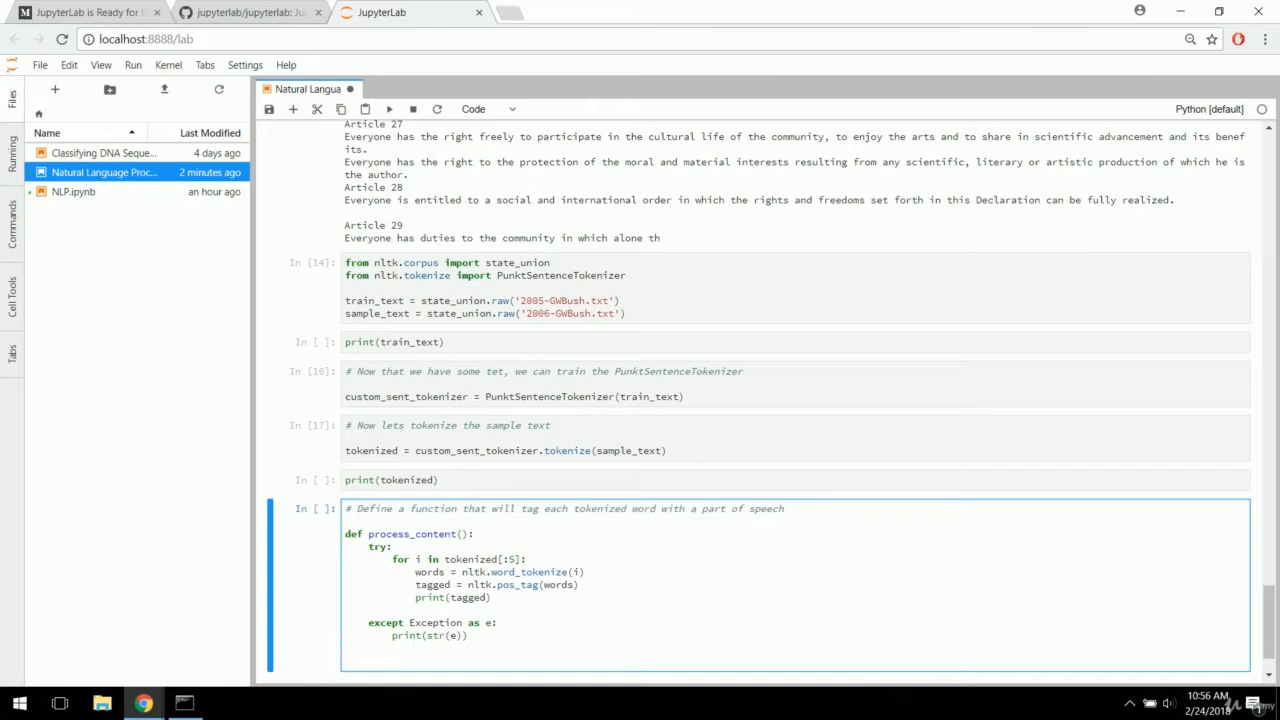 JupyterLab is Ready for
jupyterlab/jupyterlab: Ju
JupyterLab
localhost:8888/lab
File Edit View Run Kernel Tabs Settings Help
Files
Running
Commands
Cell Tools
Tabs
Name Last Modified
Classifying DNA Seque... 4 days ago
Natural Language Proc... 2 minutes ago
NLP.ipynb an hour ago
Natural Langua
Code Python [default]
Article 27
Everyone has the right freely to participate in the cultural life of the community, to enjoy the arts and to share in scientific advancement and its benef
its.
Everyone has the right to the protection of the moral and material interests resulting from any scientific, literary or artistic production of which he is
the author.
Article 28
Everyone is entitled to a social and international order in which the rights and freedoms set forth in this Declaration can be fully realized.
Article 29
Everyone has duties to the community in which alone th
In [14]: from nltk.corpus import state_union
from nltk.tokenize import PunktSentenceTokenizer
train_text = state_union.raw('2005-GWBush.txt')
sample_text = state_union.raw('2006-GWBush.txt')
In [ ]: print(train_text)
In [16]: # Now that we have some tet, we can train the PunktSentenceTokenizer
custom_sent_tokenizer = PunktSentenceTokenizer(train_text)
In [17]: # Now lets tokenize the sample text
tokenized = custom_sent_tokenizer.tokenize(sample_text)
In [ ]: print(tokenized)
In [ ]: # Define a function that will tag each tokenized word with a part of speech
def process_content():
try:
for i in tokenized[:5]:
words = nltk.word_tokenize(i)
tagged = nltk.pos_tag(words)
print(tagged)
except Exception as e:
print(str(e))
10:56 AM
2/24/2018